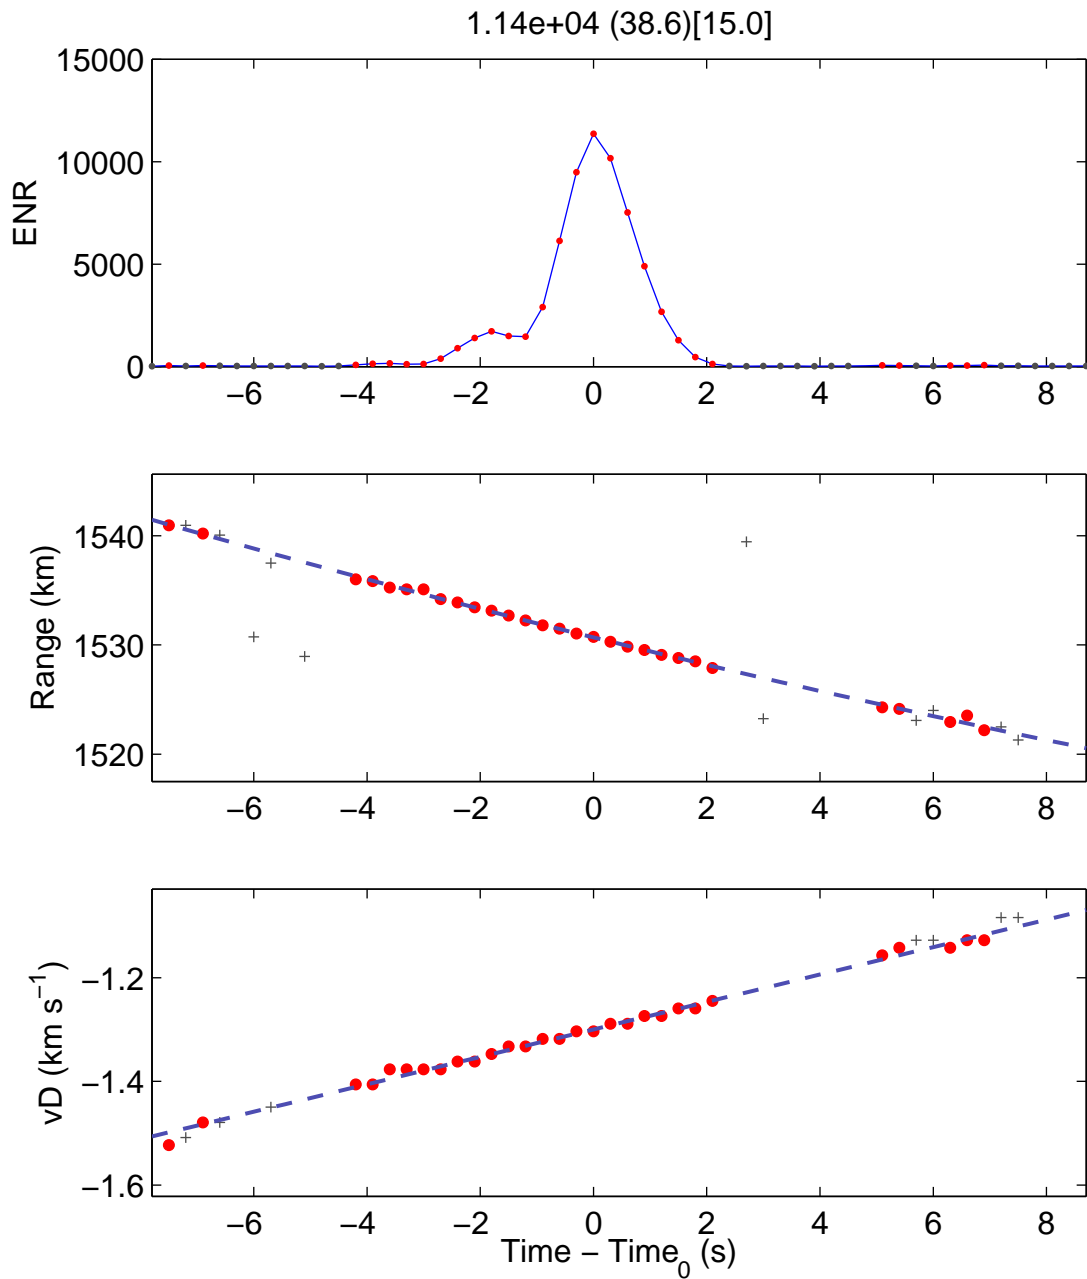 1.14e+04 (38.6)[15.0]
15000
10000
5000
0
ENR
−6 −4 −2 0 2 4 6 8
1540
1530
1520
Range (km)
−6 −4 −2 0 2 4 6 8
−1.2
−1.4
−1.6
vD (km s⁻¹)
−6 −4 −2 0 2 4 6 8
Time − Time₀ (s)